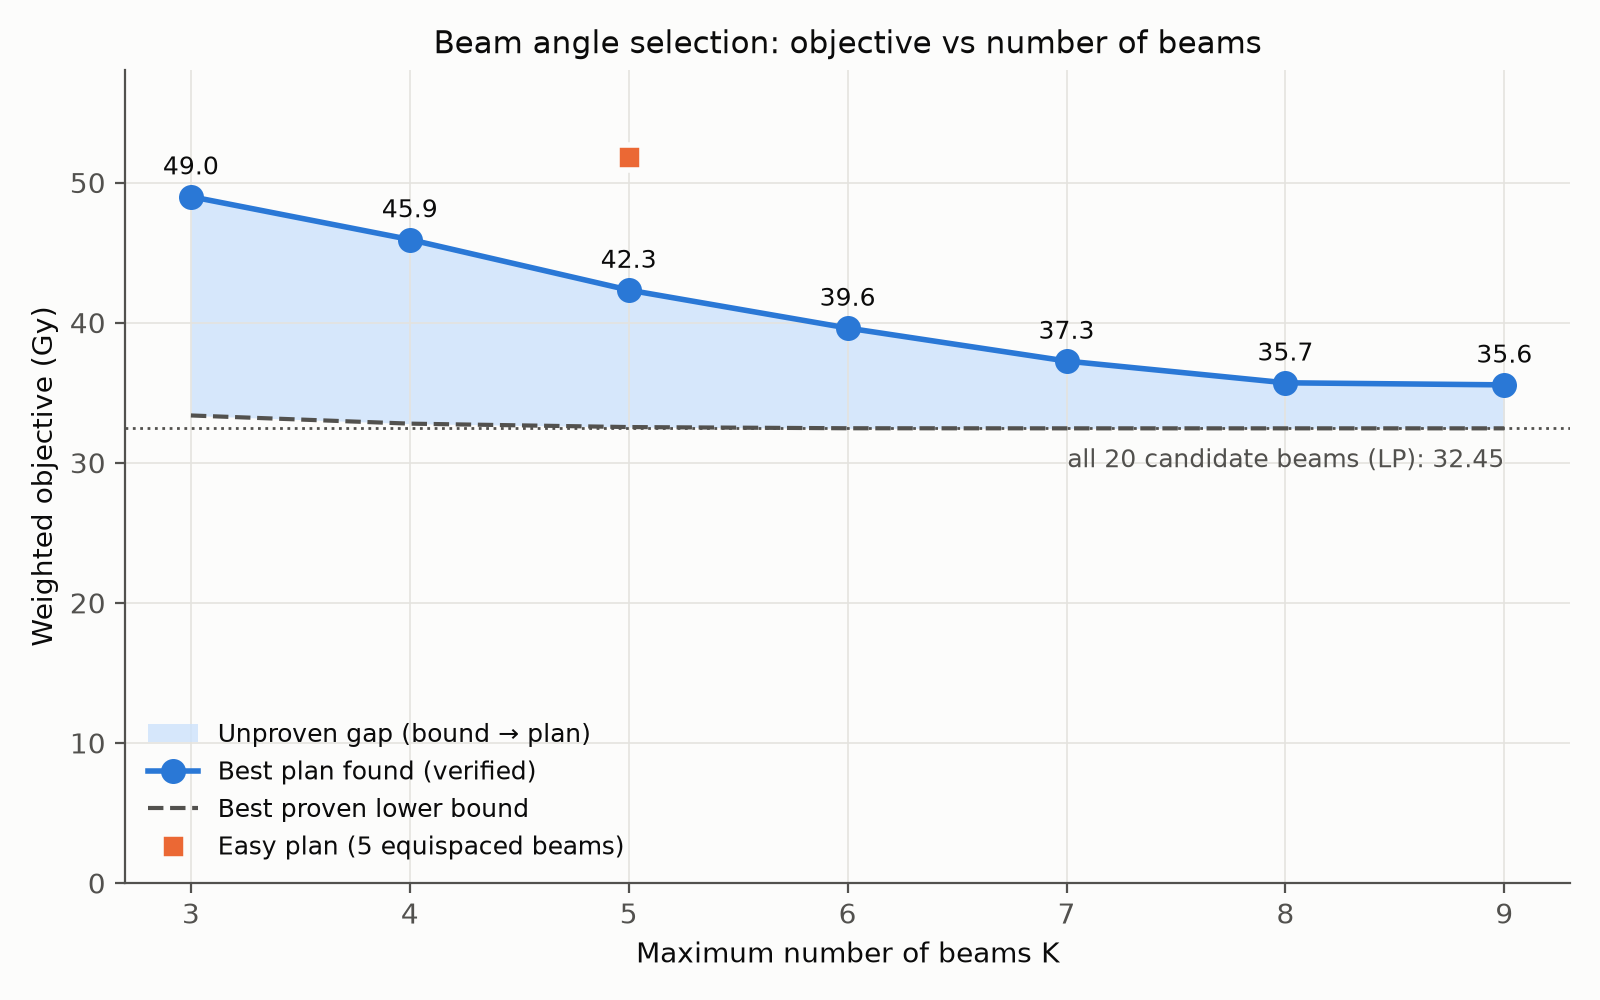 Beam angle selection: objective vs number of beams
Weighted objective (Gy)
50
40
30
20
10
0
49.0
45.9
42.3
39.6
37.3
35.7
35.6
all 20 candidate beams (LP): 32.45
Unproven gap (bound → plan)
Best plan found (verified)
Best proven lower bound
Easy plan (5 equispaced beams)
3 4 5 6 7 8 9
Maximum number of beams K